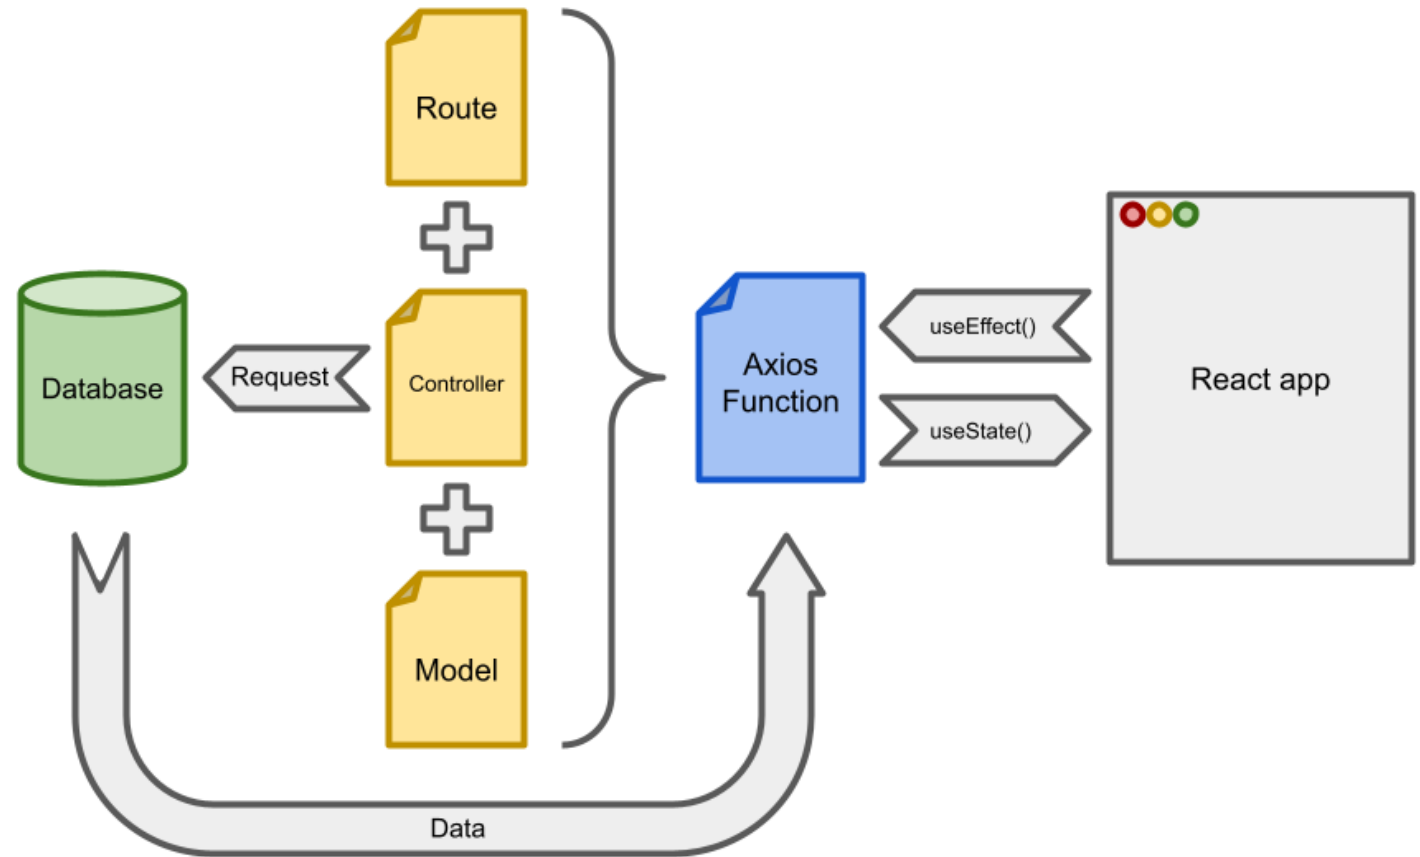 Route
Database
Request
Controller
Axios
Function
useEffect()
useState()
React app
Model
Data